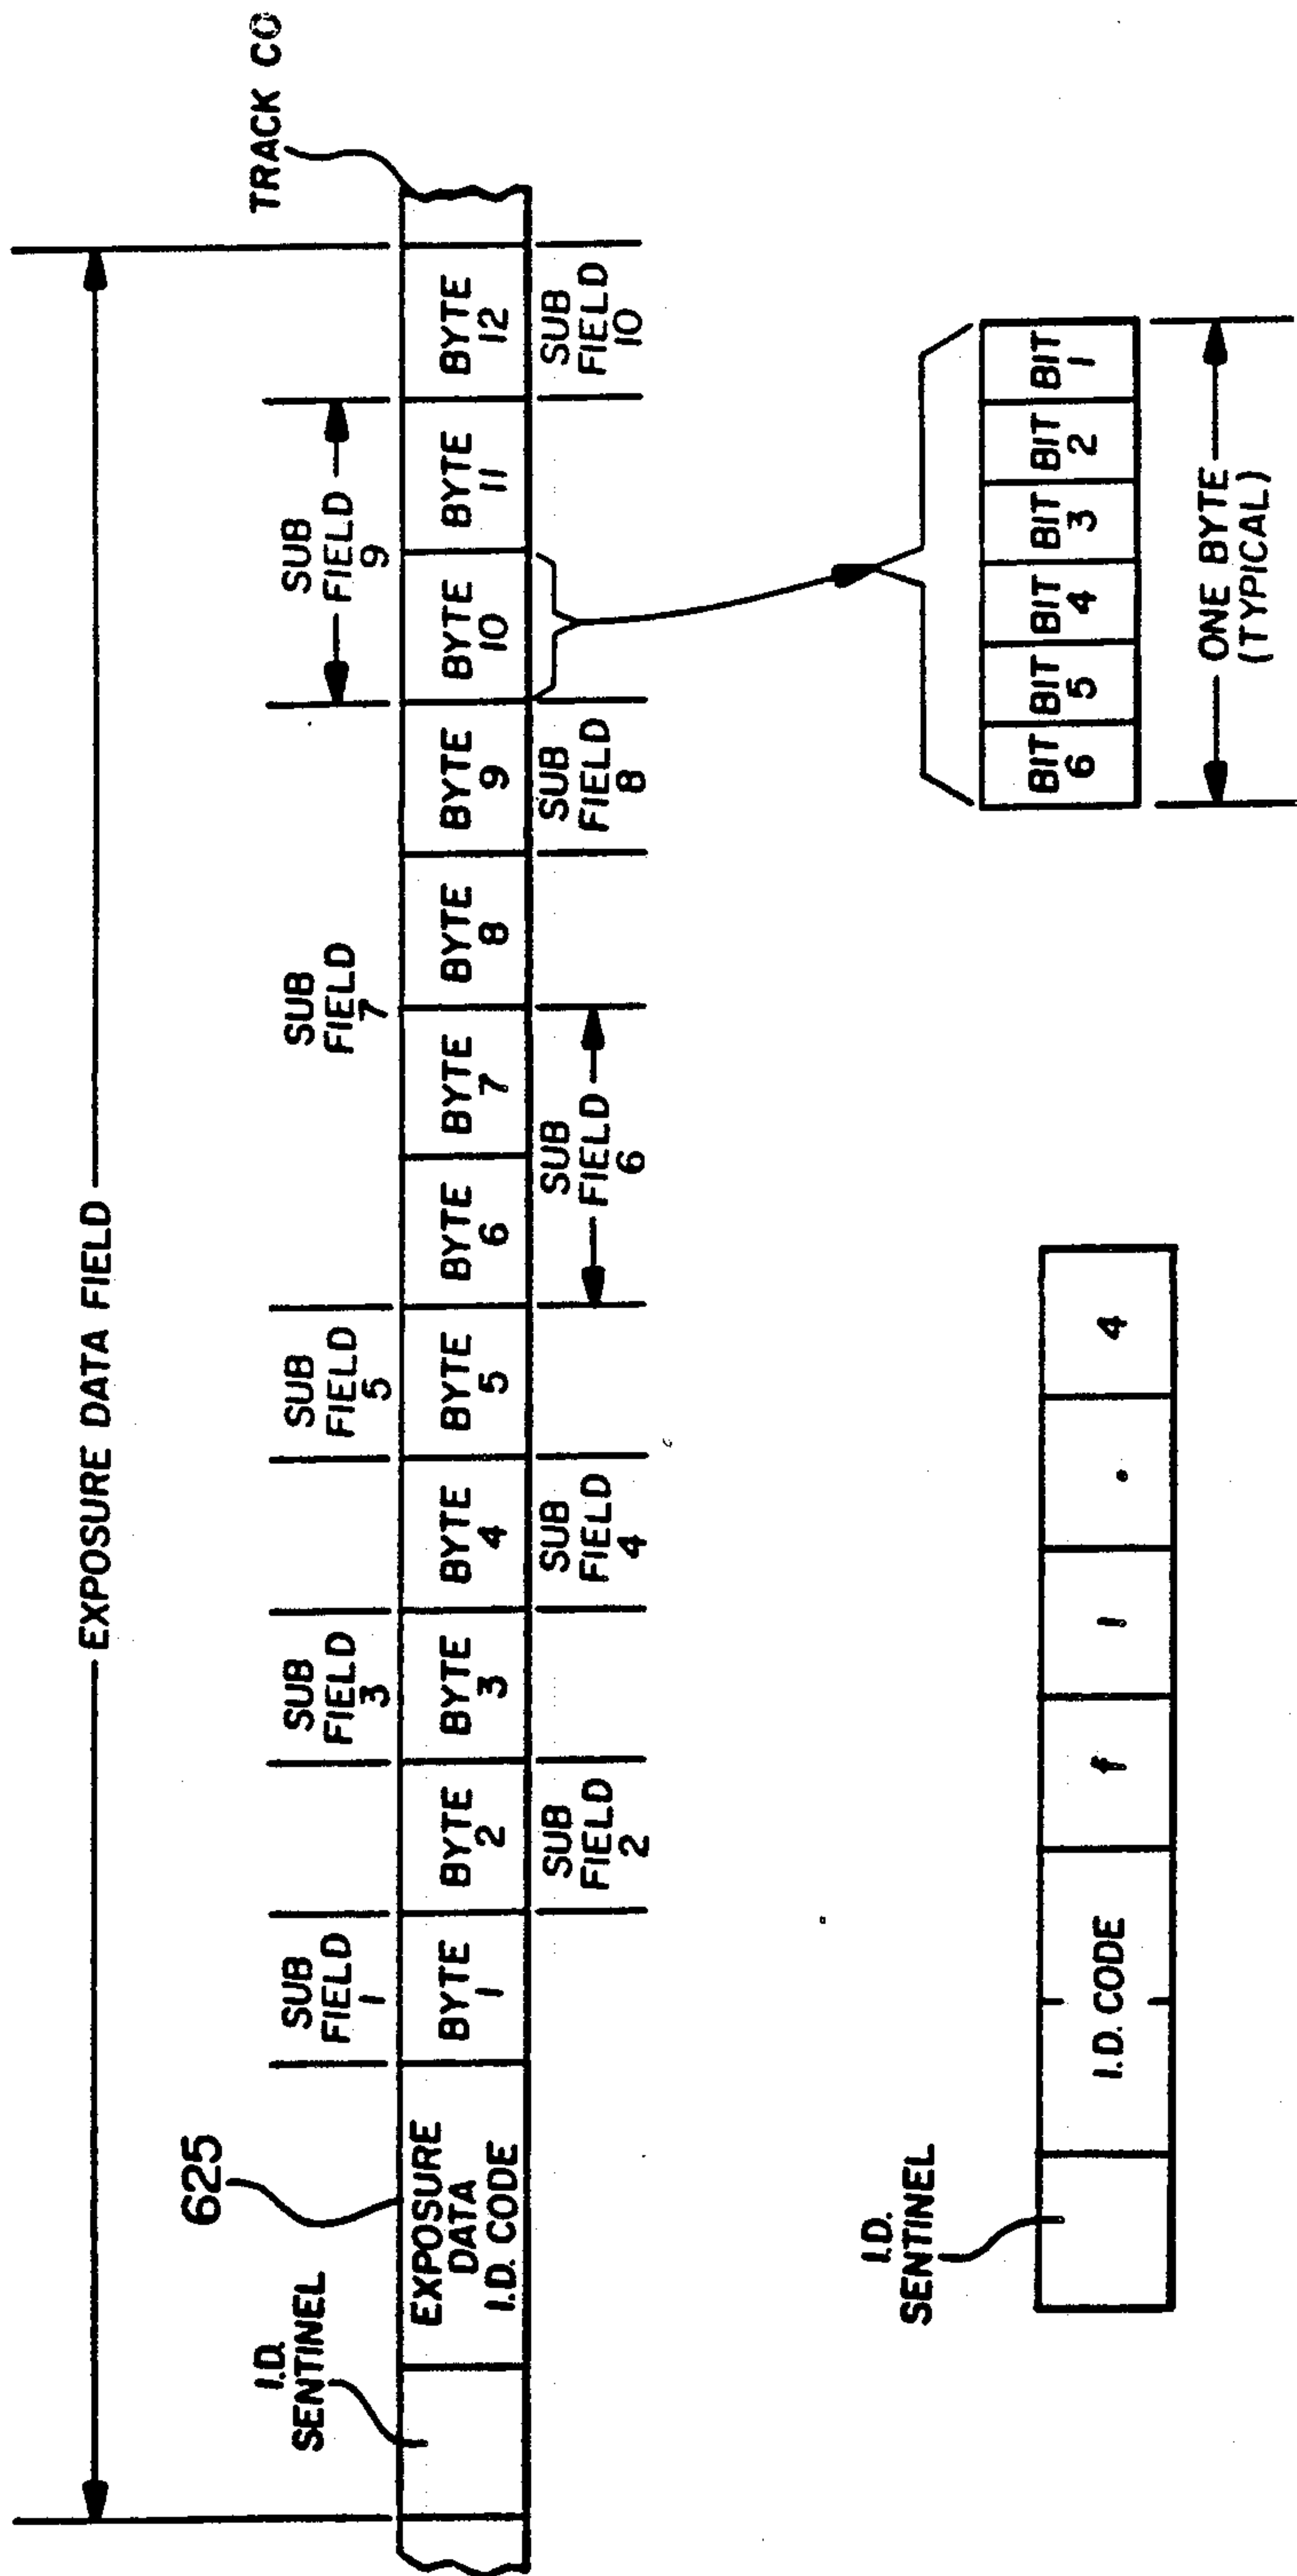 EXPOSURE DATA FIELD
TRACK C0
625
I.D.
SENTINEL
SUB
FIELD
1
SUB
FIELD
3
SUB
FIELD
5
SUB
FIELD
7
SUB
FIELD
9
EXPOSURE
DATA
I.D. CODE
BYTE
1
BYTE
2
BYTE
3
BYTE
4
BYTE
5
BYTE
6
BYTE
7
BYTE
8
BYTE
9
BYTE
10
BYTE
11
BYTE
12
SUB
FIELD
2
SUB
FIELD
4
SUB
FIELD
6
SUB
FIELD
8
SUB
FIELD
10
I.D.
SENTINEL
I.D. CODE
f
1
.
4
BIT
6
BIT
5
BIT
4
BIT
3
BIT
2
BIT
1
ONE BYTE
(TYPICAL)